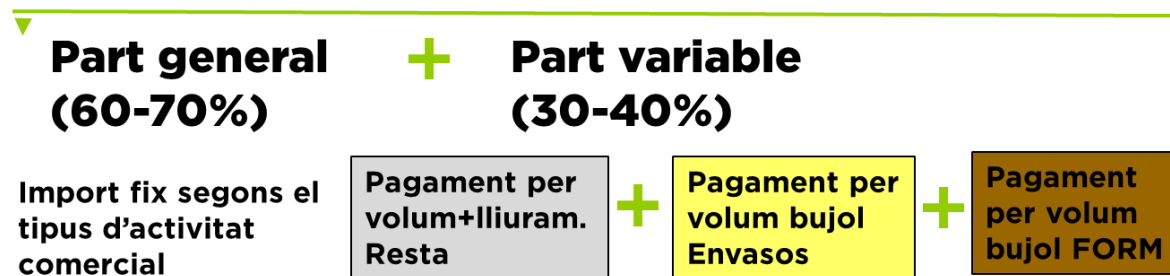 Part general
(60-70%)
+
Part variable
(30-40%)
Import fix segons el
tipus d'activitat
comercial
Pagament per
volum+lliuram.
Resta
+
Pagament per
volum bujol
Envasos
+
Pagament
per volum
bujol FORM